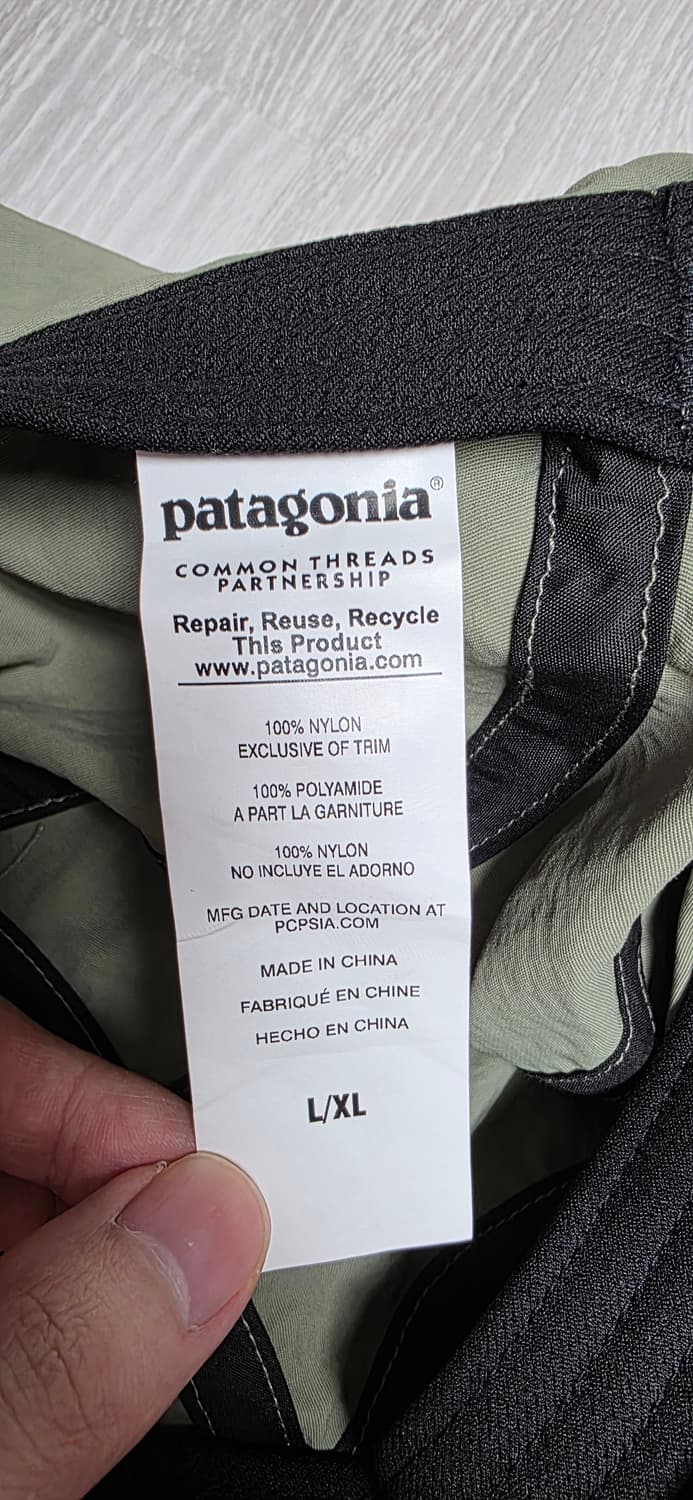 patagonia®
COMMON THREADS
PARTNERSHIP
Repair, Reuse, Recycle
This Product
www.patagonia.com
100% NYLON
EXCLUSIVE OF TRIM
100% POLYAMIDE
A PART LA GARNITURE
100% NYLON
NO INCLUYE EL ADORNO
MFG DATE AND LOCATION AT
PCPSIA.COM
MADE IN CHINA
FABRIQUÉ EN CHINE
HECHO EN CHINA
L/XL